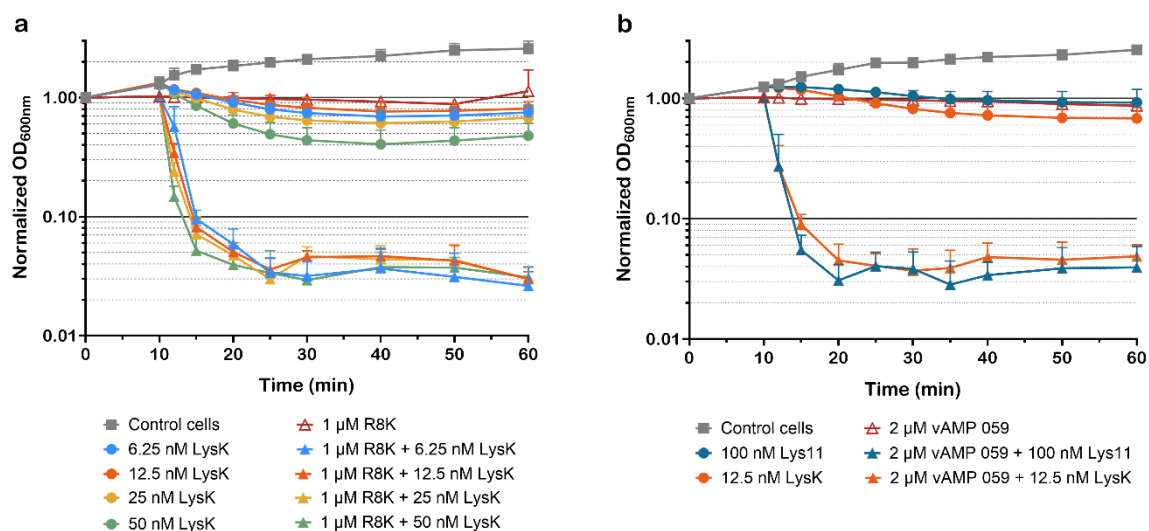 a
b
Normalized OD600nm
1.00
0.10
0.01
0 10 20 30 40 50 60
Time (min)
Control cells
6.25 nM LysK
12.5 nM LysK
25 nM LysK
50 nM LysK
1 µM R8K
1 µM R8K + 6.25 nM LysK
1 µM R8K + 12.5 nM LysK
1 µM R8K + 25 nM LysK
1 µM R8K + 50 nM LysK
Normalized OD600nm
1.00
0.10
0.01
0 10 20 30 40 50 60
Time (min)
Control cells
100 nM Lys11
12.5 nM LysK
2 µM vAMP 059
2 µM vAMP 059 + 100 nM Lys11
2 µM vAMP 059 + 12.5 nM LysK